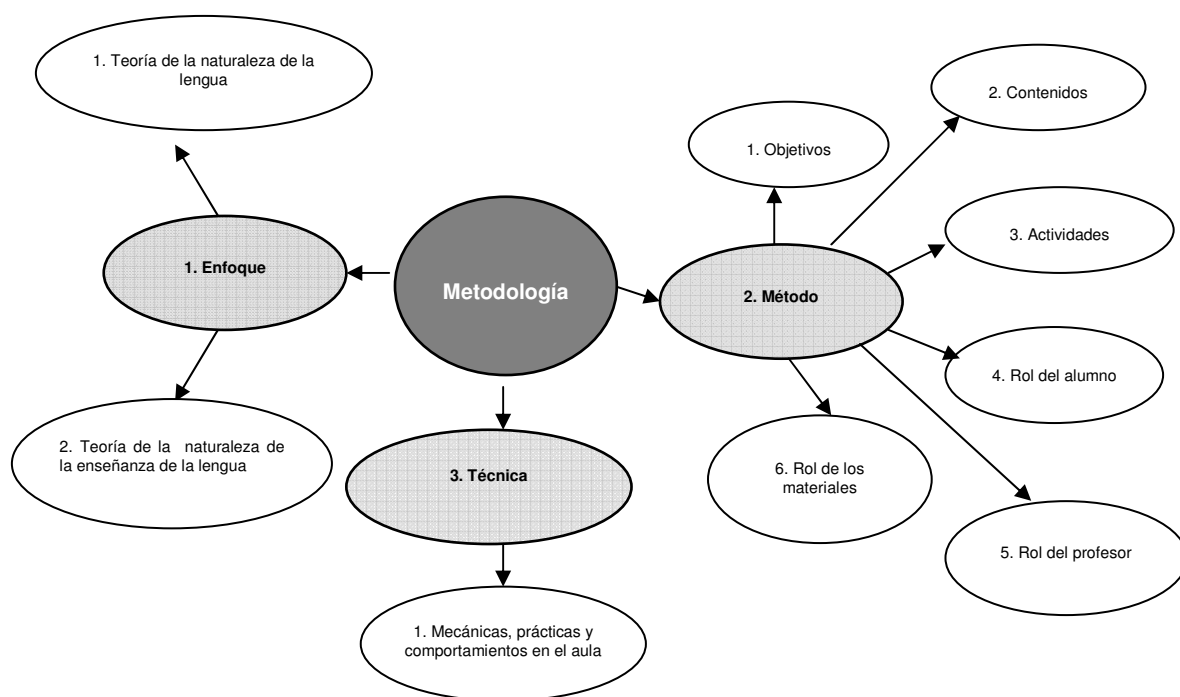 1. Teoría de la naturaleza de la
lengua
2. Contenidos
1. Objetivos
3. Actividades
1. Enfoque
Metodología
2. Método
4. Rol del alumno
2. Teoría de la naturaleza de
la enseñanza de la lengua
3. Técnica
6. Rol de los
materiales
5. Rol del profesor
1. Mecánicas, prácticas y
comportamientos en el aula